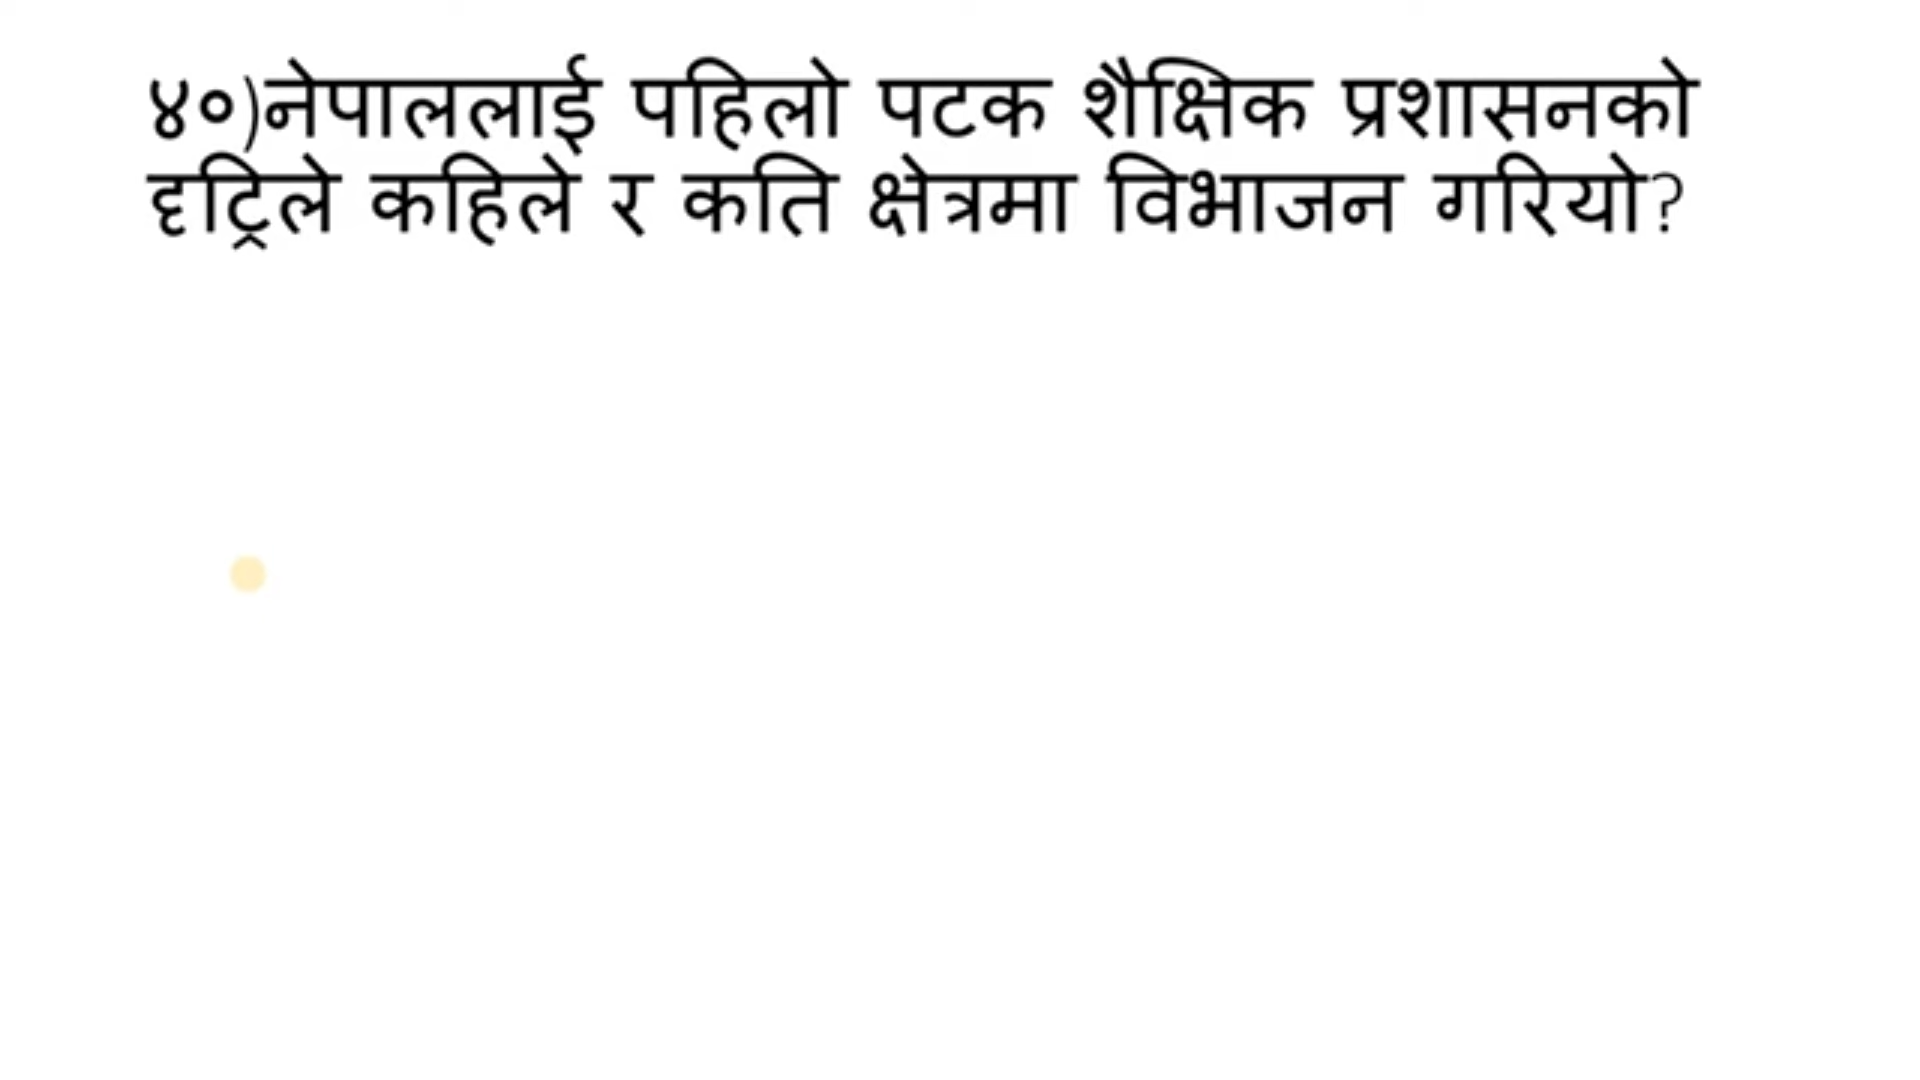 ४०)नेपाललाई पहिलो पटक शैक्षिक प्रशासनको
दृट्रिले कहिले र कति क्षेत्रमा विभाजन गरियो?